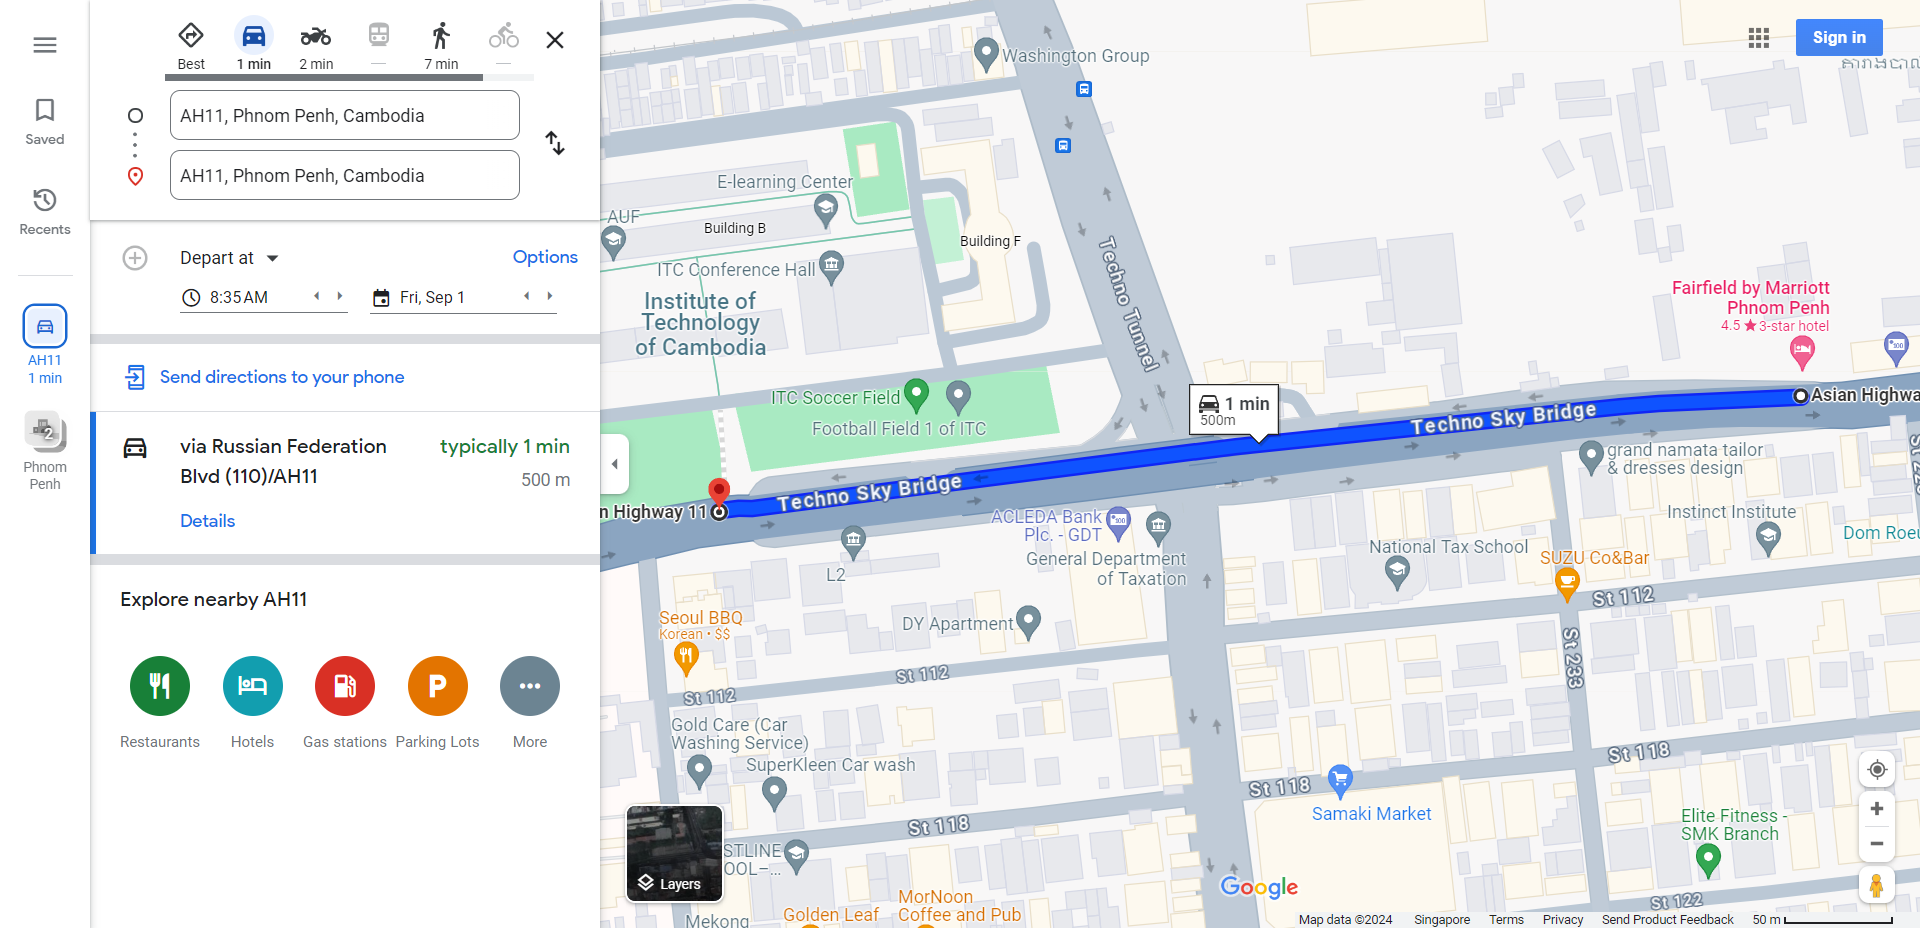 Saved
Recents
AH11
1 min
2
Phnom
Penh
Best
1 min
2 min
—
7 min
—
AH11, Phnom Penh, Cambodia
AH11, Phnom Penh, Cambodia
Depart at
Options
8:35 AM
Fri, Sep 1
Send directions to your phone
via Russian Federation
Blvd (110)/AH11
typically 1 min
500 m
Details
Explore nearby AH11
Restaurants
Hotels
Gas stations
Parking Lots
More
Sign in
Washington Group
E-learning Center
AUF
Building B
Building F
ITC Conference Hall
Institute of
Technology
of Cambodia
Techno Tunnel
Fairfield by Marriott
Phnom Penh
4.5 ★ 3-star hotel
ITC Soccer Field
Football Field 1 of ITC
1 min
500m
Asian Highwa
Techno Sky Bridge
Techno Sky Bridge
n Highway 11
grand namata tailor
& dresses design
ACLEDA Bank
Plc. - GDT
General Department
of Taxation
Instinct Institute
Dom Roeu
National Tax School
SUZU Co&Bar
L2
St 112
Seoul BBQ
Korean • $$
DY Apartment
St 233
St 112
St 112
Gold Care (Car
Washing Service)
SuperKleen Car wash
St 118
St 118
St 118
Samaki Market
Elite Fitness -
SMK Branch
STLINE
OOL–...
Layers
MorNoon
Coffee and Pub
Golden Leaf
Mekong
St 122
Google
Map data ©2024
Singapore
Terms
Privacy
Send Product Feedback
50 m